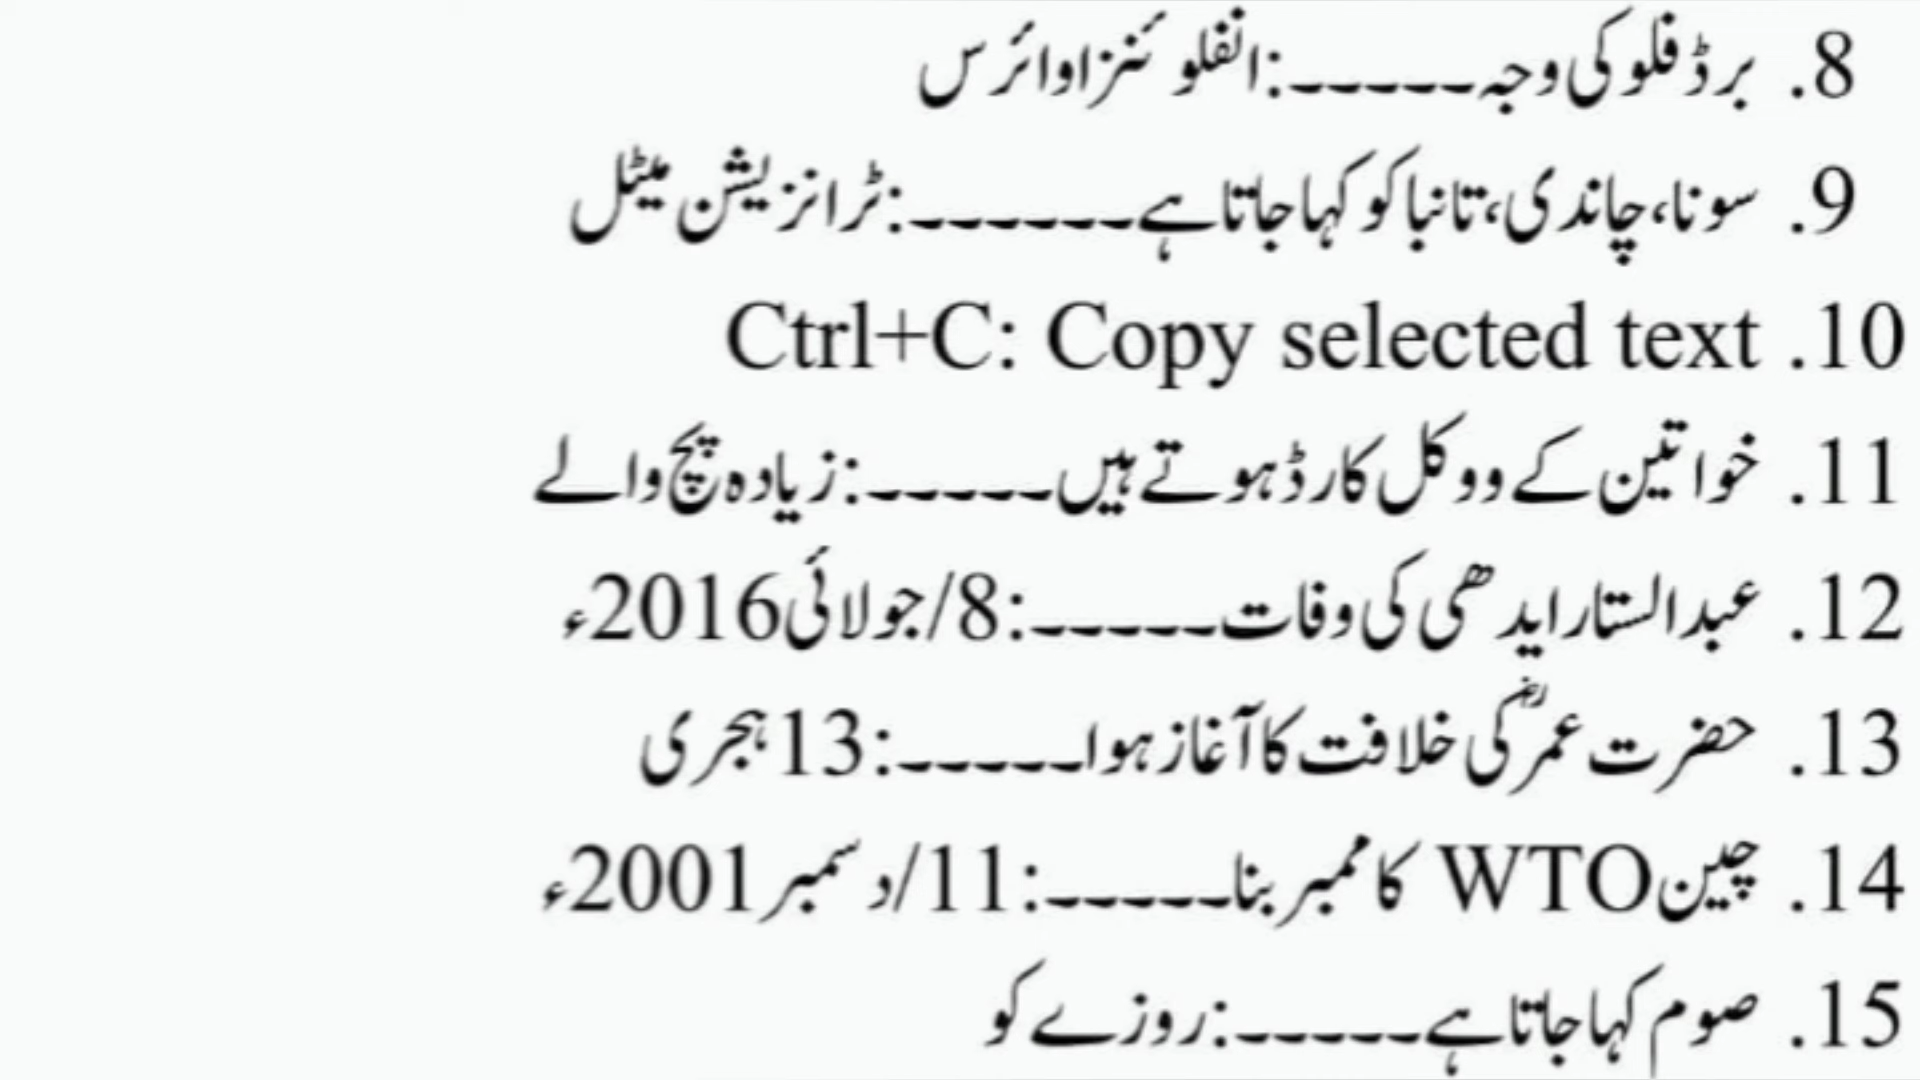 8. برڈ فلو کی وجہ۔۔۔۔۔۔:انفلوئنزا وائرس
9. سونا، چاندی، تانبا کو کہا جاتا ہے۔۔۔۔۔۔۔:ٹرانزیشن میٹل
10. Ctrl+C: Copy selected text
11. خواتین کے ووکل کارڈ ہوتے ہیں۔۔۔۔۔۔:زیادہ پچ والے
12. عبدالستار ایدھی کی وفات۔۔۔۔۔۔:8/جولائی 2016ء
13. حضرت عمرؓ کی خلافت کا آغاز ہوا۔۔۔۔۔۔:13 ہجری
14. چین WTO کا ممبر بنا۔۔۔۔۔۔:11/دسمبر 2001ء
15. صوم کہا جاتا ہے۔۔۔۔۔۔:روزے کو